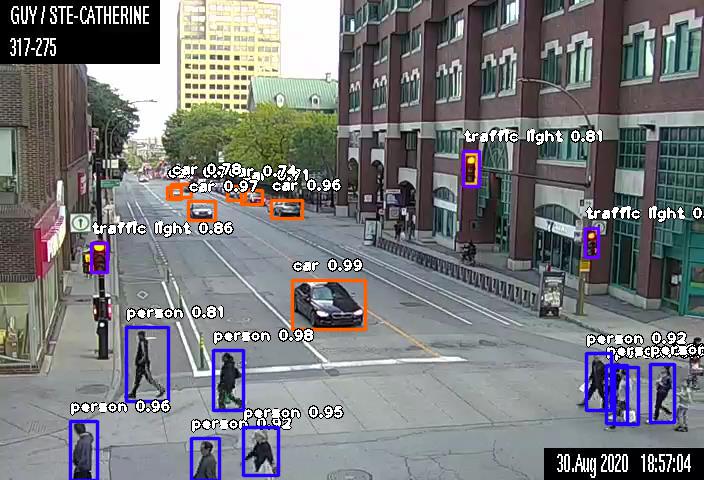 GUY / STE-CATHERINE
317-275
traffic light 0.81
car 0.78
car 0.97
car 0.96
traffic light 0.
traffic light 0.86
car 0.99
person 0.81
person 0.98
person 0.92
person
person 0.96
person 0.95
30.Aug 2020 18:57:04